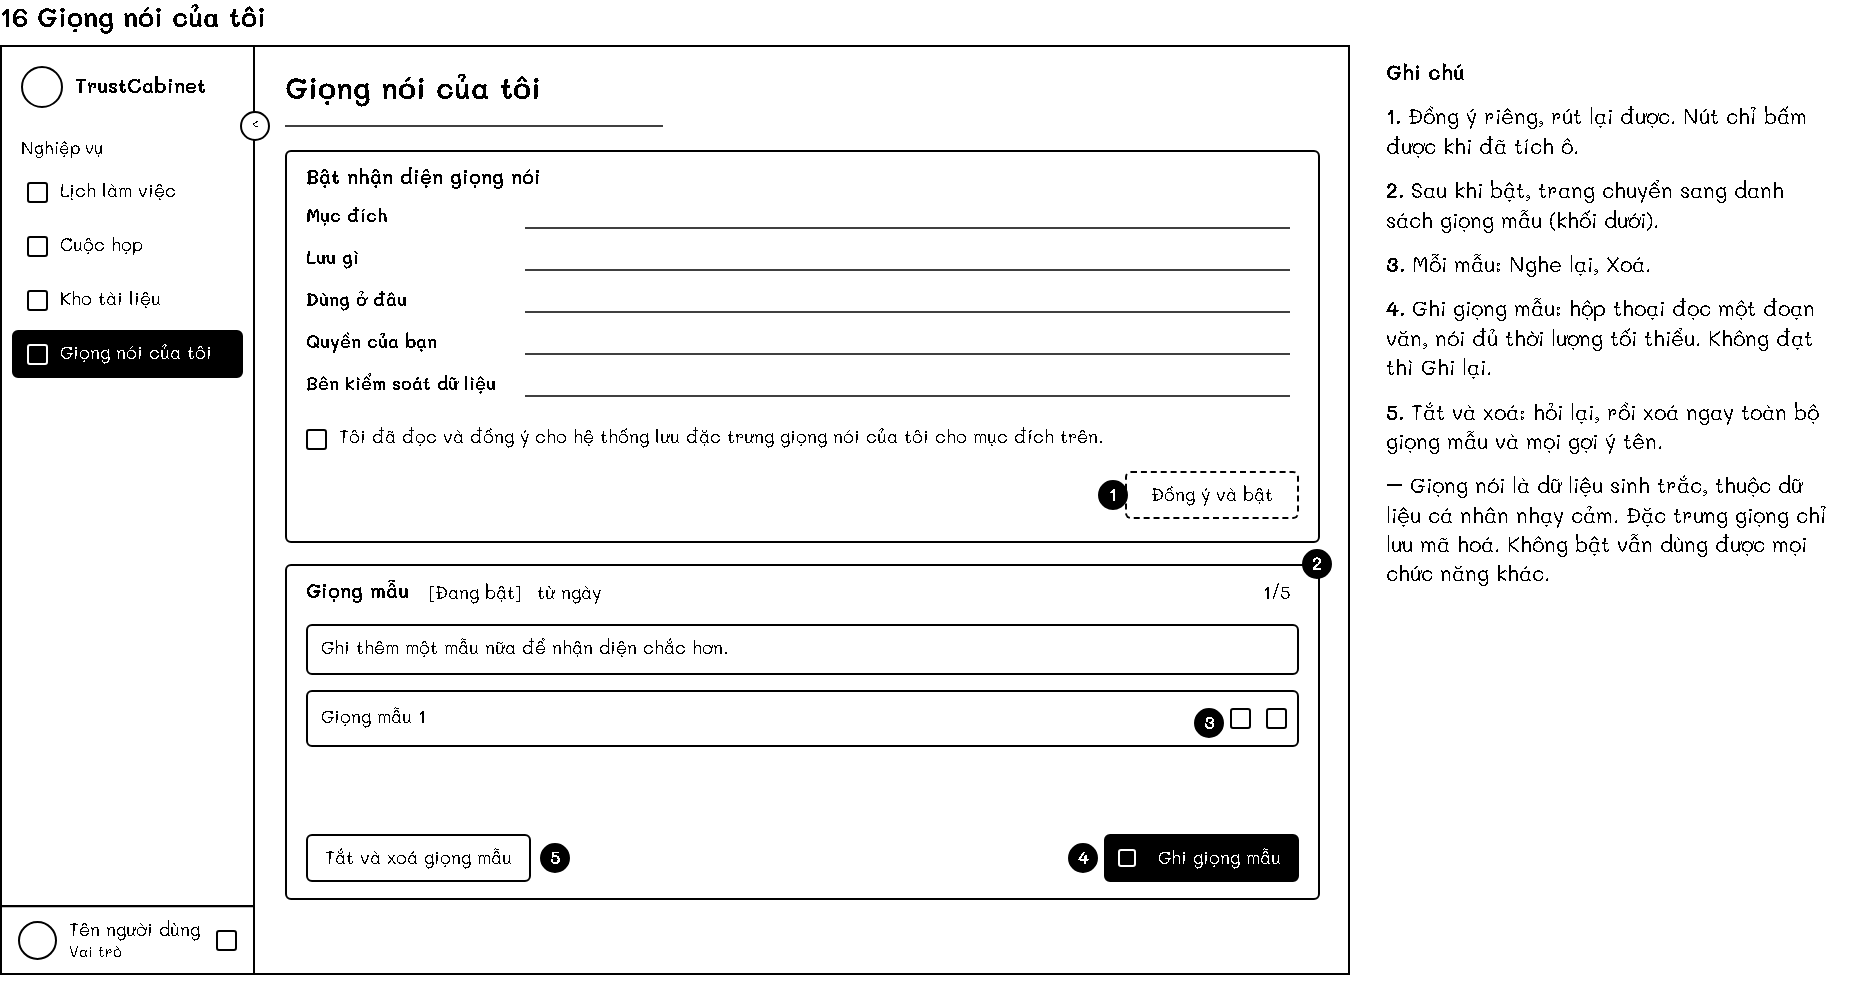 16 Giọng nói của tôi
TrustCabinet
<
Nghiệp vụ
Lịch làm việc
Cuộc họp
Kho tài liệu
Giọng nói của tôi
Tên người dùng
Vai trò
Giọng nói của tôi
Bật nhận diện giọng nói
Mục đích
Lưu gì
Dùng ở đâu
Quyền của bạn
Bên kiểm soát dữ liệu
Tôi đã đọc và đồng ý cho hệ thống lưu đặc trưng giọng nói của tôi cho mục đích trên.
1 Đồng ý và bật
2
Giọng mẫu [Đang bật] từ ngày 1/5
Ghi thêm một mẫu nữa để nhận diện chắc hơn.
Giọng mẫu 1 3
Tắt và xoá giọng mẫu 5 4 Ghi giọng mẫu
Ghi chú
1. Đồng ý riêng, rút lại được. Nút chỉ bấm
được khi đã tích ô.
2. Sau khi bật, trang chuyển sang danh
sách giọng mẫu (khối dưới).
3. Mỗi mẫu: Nghe lại, Xoá.
4. Ghi giọng mẫu: hộp thoại đọc một đoạn
văn, nói đủ thời lượng tối thiểu. Không đạt
thì Ghi lại.
5. Tắt và xoá: hỏi lại, rồi xoá ngay toàn bộ
giọng mẫu và mọi gợi ý tên.
— Giọng nói là dữ liệu sinh trắc, thuộc dữ
liệu cá nhân nhạy cảm. Đặc trưng giọng chỉ
lưu mã hoá. Không bật vẫn dùng được mọi
chức năng khác.